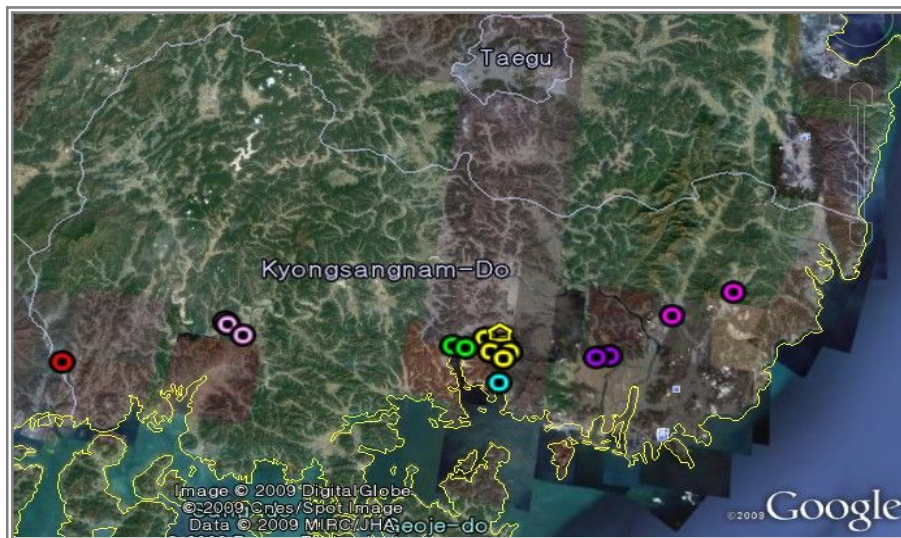 Taegu
Kyongsangnam-Do
Image © 2009 DigitalGlobe
© 2009 Cnes/Spot Image
Data © 2009 MIRC/JHA
Geoje-do
©2009 Google